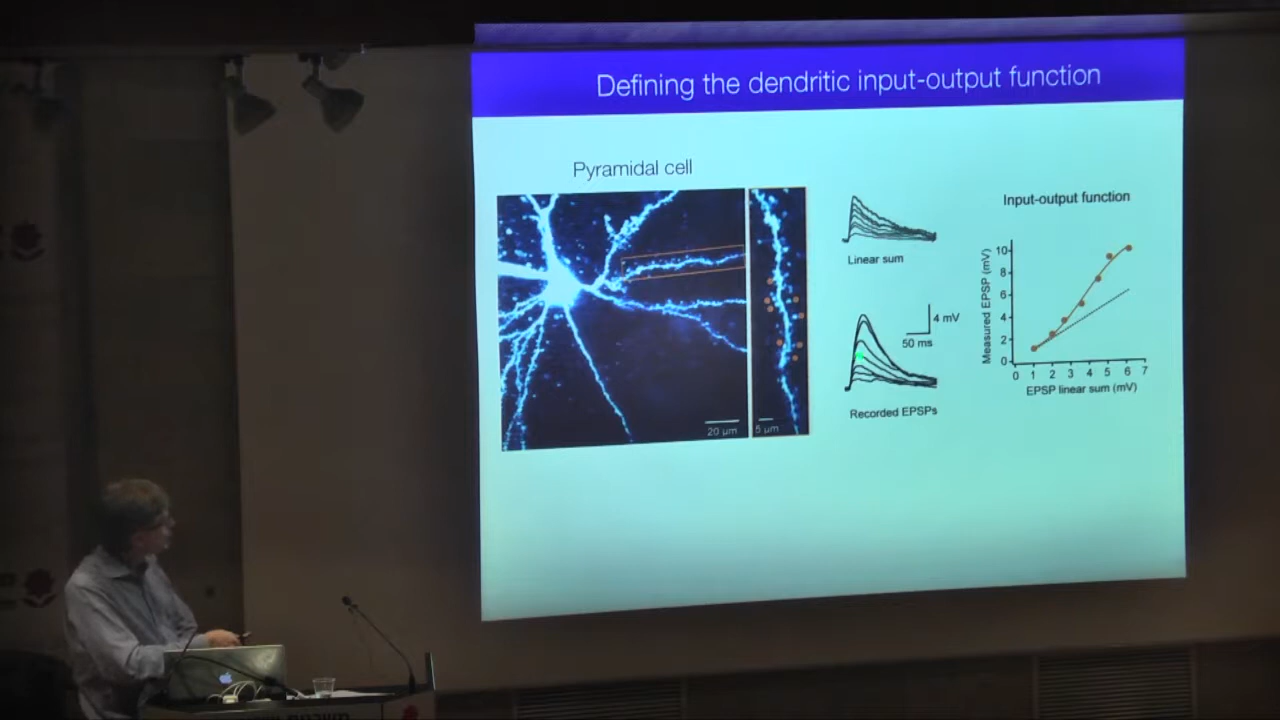 Defining the dendritic input-output function
Pyramidal cell
20 µm
5 µm
Linear sum
4 mV
50 ms
Recorded EPSPs
Input-output function
Measured EPSP (mV)
10
8
6
4
2
0
0 1 2 3 4 5 6 7
EPSP linear sum (mV)